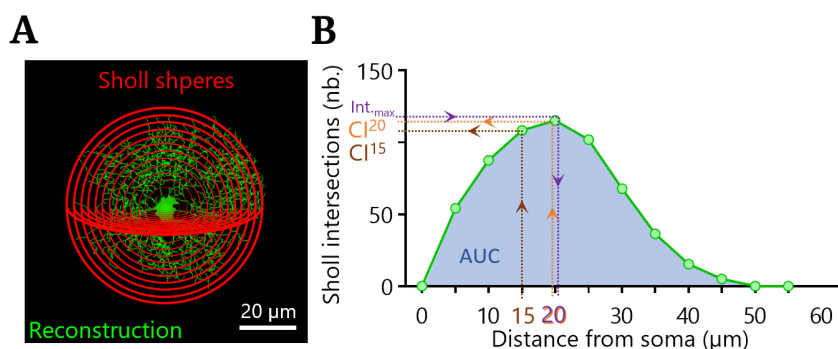 A
Sholl shperes
Reconstruction
20 µm
B
Sholl intersections (nb.)
150
50
0
Int.max
CI20
CI15
AUC
0
10
15
20
30
40
50
60
Distance from soma (µm)